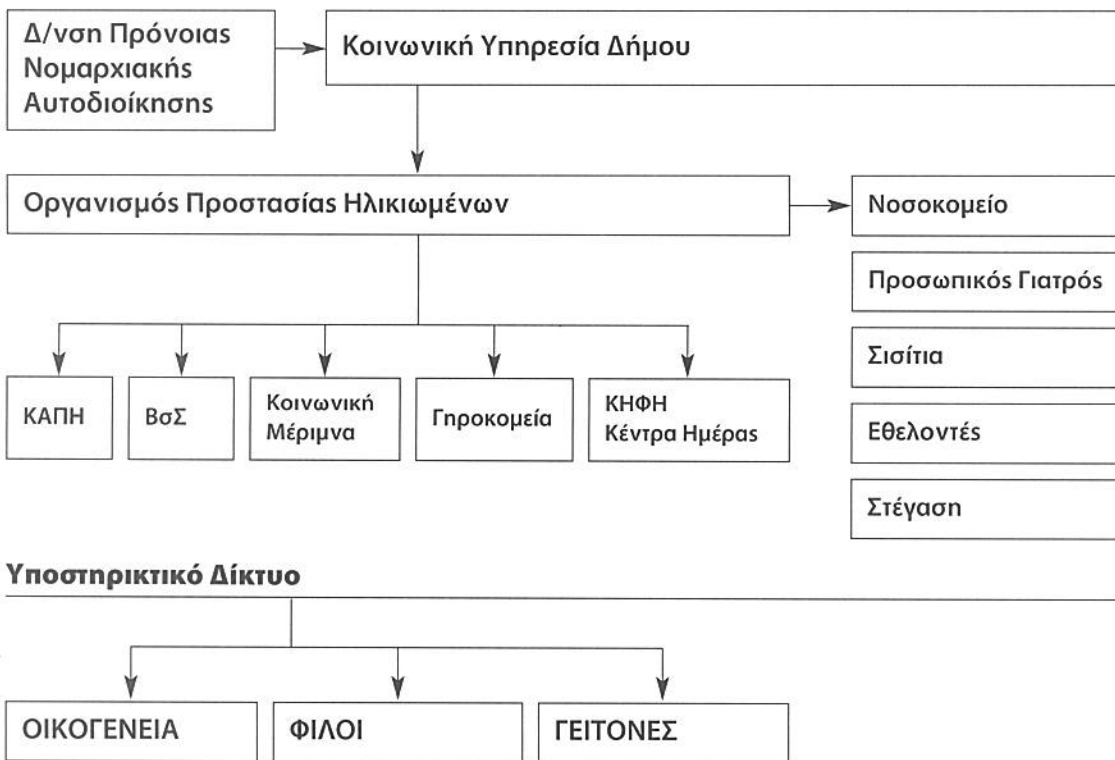 Δ/νση Πρόνοιας
Νομαρχιακής
Αυτοδιοίκησης
Κοινωνική Υπηρεσία Δήμου
Οργανισμός Προστασίας Ηλικιωμένων
Νοσοκομείο
Προσωπικός Γιατρός
Σισίτια
Εθελοντές
Στέγαση
ΚΑΠΗ
ΒσΣ
Κοινωνική
Μέριμνα
Γηροκομεία
ΚΗΦΗ
Κέντρα Ημέρας
Υποστηρικτικό Δίκτυο
ΟΙΚΟΓΕΝΕΙΑ
ΦΙΛΟΙ
ΓΕΙΤΟΝΕΣ